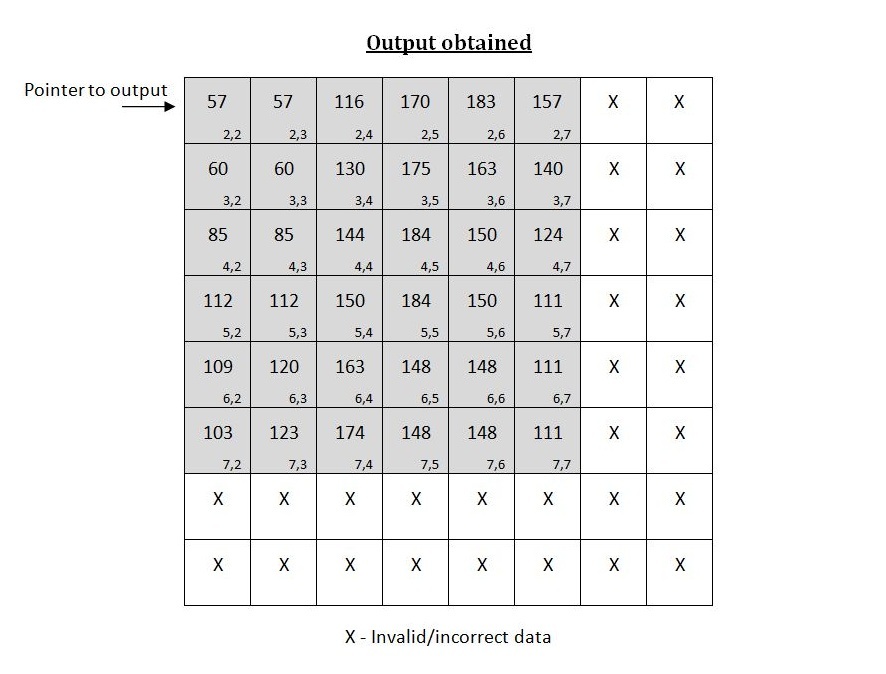 Output obtained
Pointer to output
57 57 116 170 183 157 X X
2,2 2,3 2,4 2,5 2,6 2,7
60 60 130 175 163 140 X X
3,2 3,3 3,4 3,5 3,6 3,7
85 85 144 184 150 124 X X
4,2 4,3 4,4 4,5 4,6 4,7
112 112 150 184 150 111 X X
5,2 5,3 5,4 5,5 5,6 5,7
109 120 163 148 148 111 X X
6,2 6,3 6,4 6,5 6,6 6,7
103 123 174 148 148 111 X X
7,2 7,3 7,4 7,5 7,6 7,7
X X X X X X X X
X X X X X X X X
X - Invalid/incorrect data